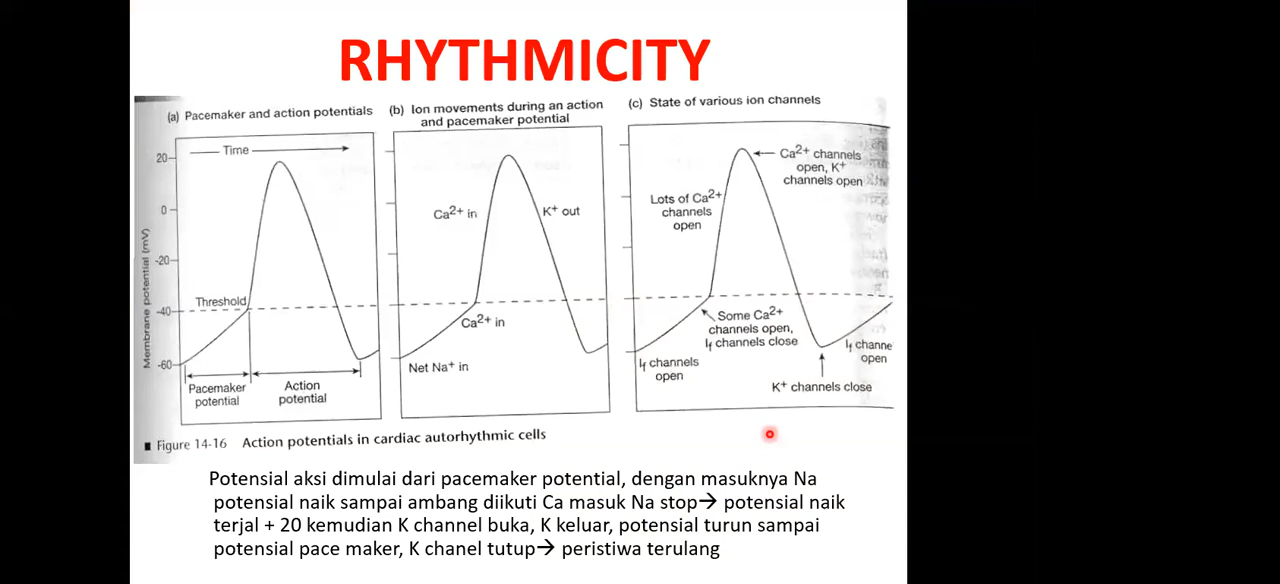 RHYTHMICITY
(a) Pacemaker and action potentials
Time
20
0
-20
-40
-60
Membrane potential (mV)
Threshold
Pacemaker
potential
Action
potential
(b) Ion movements during an action
and pacemaker potential
Ca2+ in
K+ out
Ca2+ in
Net Na+ in
(c) State of various ion channels
Ca2+ channels
open, K+
channels open
Lots of Ca2+
channels
open
Some Ca2+
channels open,
If channels close
If channels
open
If channe
open
K+ channels close
Figure 14-16 Action potentials in cardiac autorhythmic cells
Potensial aksi dimulai dari pacemaker potential, dengan masuknya Na
potensial naik sampai ambang diikuti Ca masuk Na stop→ potensial naik
terjal + 20 kemudian K channel buka, K keluar, potensial turun sampai
potensial pace maker, K chanel tutup→ peristiwa terulang